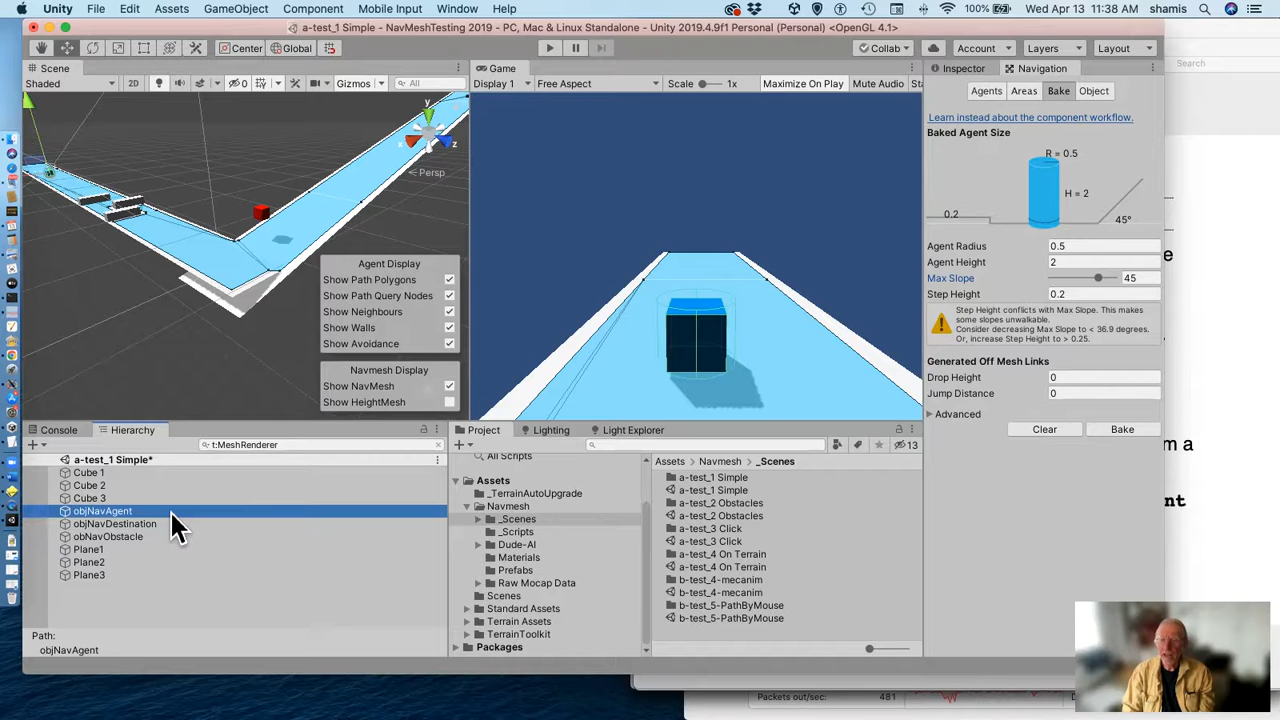 Unity File Edit Assets GameObject Component Mobile Input Window Help 100% Wed Apr 13 11:38 AM shamis
a-test_1 Simple - NavMeshTesting 2019 - PC, Mac & Linux Standalone - Unity 2019.4.9f1 Personal (Personal) <OpenGL 4.1>
Center Global Collab Account Layers Layout
Scene Game Inspector Navigation
Shaded 2D 0 Gizmos All Display 1 Free Aspect Scale 1x Maximize On Play Mute Audio Sta
Search
Agents Areas Bake Object
Learn instead about the component workflow.
Baked Agent Size
R = 0.5
H = 2
0.2
45°
y
x
z
Persp
Agent Radius 0.5
Agent Height 2
Max Slope 45
Step Height 0.2
Step Height conflicts with Max Slope. This makes
some slopes unwalkable.
Consider decreasing Max Slope to < 36.9 degrees.
Or, increase Step Height to > 0.25.
Generated Off Mesh Links
Drop Height 0
Jump Distance 0
Advanced
Clear Bake
Agent Display
Show Path Polygons
Show Path Query Nodes
Show Neighbours
Show Walls
Show Avoidance
Navmesh Display
Show NavMesh
Show HeightMesh
Console Hierarchy
t:MeshRenderer
a-test_1 Simple*
Cube 1
Cube 2
Cube 3
objNavAgent
objNavDestination
obNavObstacle
Plane1
Plane2
Plane3
Path:
objNavAgent
Project Lighting Light Explorer
13
All Scripts
Assets
_TerrainAutoUpgrade
Navmesh
_Scenes
_Scripts
Dude-AI
Materials
Prefabs
Raw Mocap Data
Scenes
Standard Assets
Terrain Assets
TerrainToolkit
Packages
Assets Navmesh _Scenes
a-test_1 Simple
a-test_1 Simple
a-test_2 Obstacles
a-test_2 Obstacles
a-test_3 Click
a-test_3 Click
a-test_4 On Terrain
a-test_4 On Terrain
b-test_4-mecanim
b-test_4-mecanim
b-test_5-PathByMouse
b-test_5-PathByMouse
e
m a
nt
Packets out/sec: 481